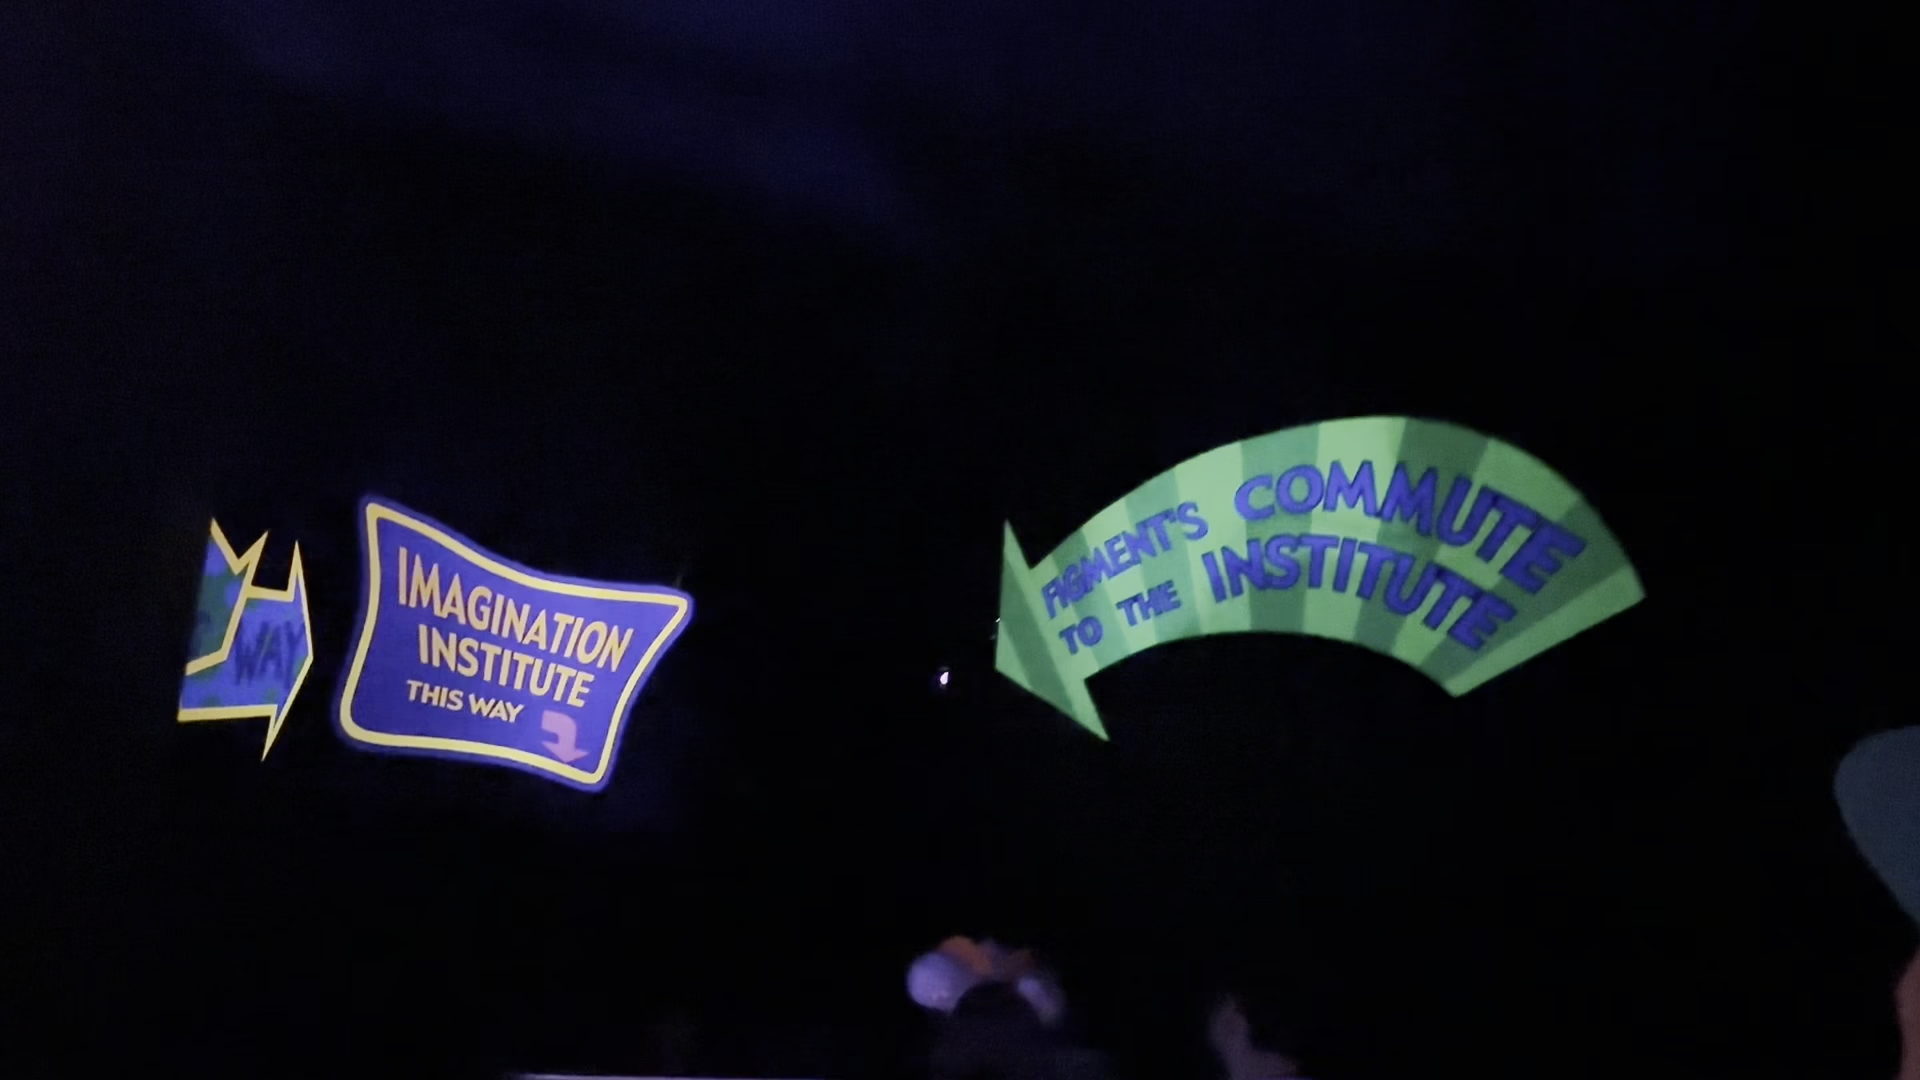 WAY
IMAGINATION
INSTITUTE
THIS WAY
FIGMENT'S COMMUTE
TO THE INSTITUTE